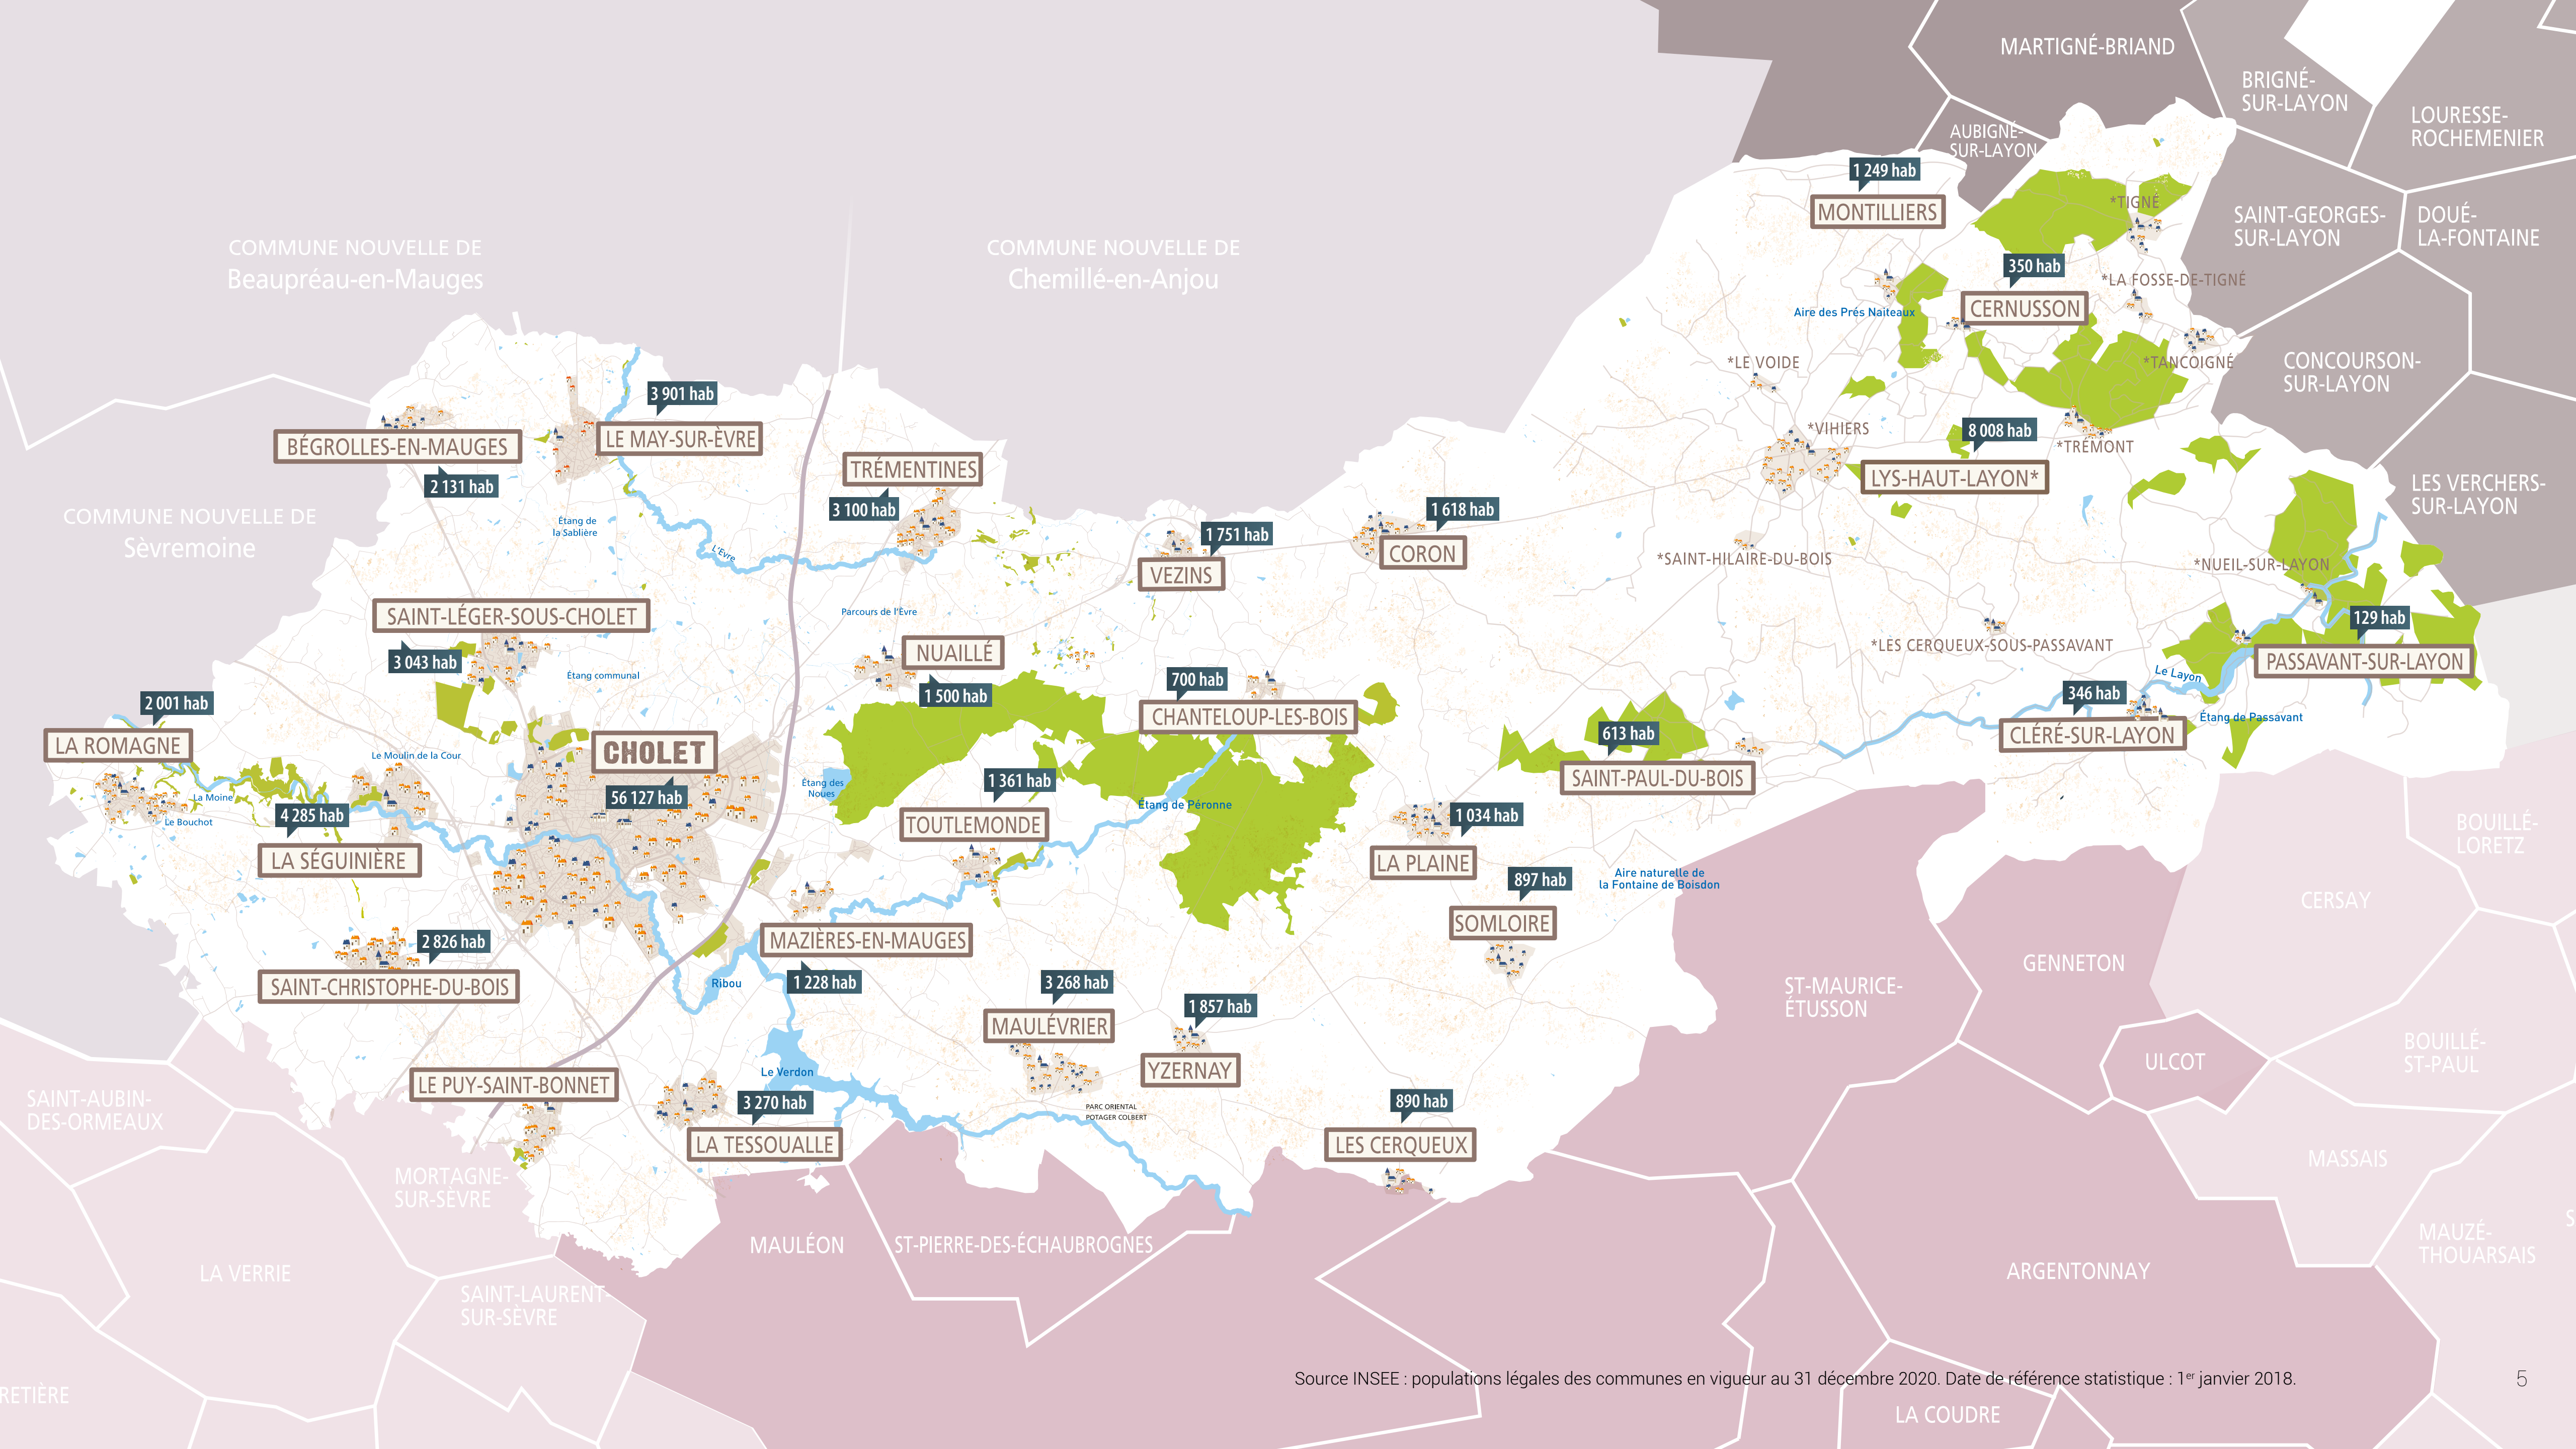 MARTIGNÉ-BRIAND
BRIGNÉ-
SUR-LAYON
LOURESSE-
ROCHEMENIER
AUBIGNÉ-
SUR-LAYON
1 249 hab
MONTILLIERS
*TIGNÉ
SAINT-GEORGES-
SUR-LAYON
DOUÉ-
LA-FONTAINE
COMMUNE NOUVELLE DE
Beaupréau-en-Mauges
COMMUNE NOUVELLE DE
Chemillé-en-Anjou
350 hab
CERNUSSON
*LA FOSSE-DE-TIGNÉ
Aire des Prés Naiteaux
*LE VOIDE
*TANCOIGNÉ
CONCOURSON-
SUR-LAYON
3 901 hab
LE MAY-SUR-ÈVRE
BÉGROLLES-EN-MAUGES
2 131 hab
*VIHIERS
8 008 hab
*TRÉMONT
LYS-HAUT-LAYON*
TRÉMENTINES
3 100 hab
LES VERCHERS-
SUR-LAYON
COMMUNE NOUVELLE DE
Sèvremoine
Étang de
la Sablière
L'Evre
1 751 hab
VEZINS
1 618 hab
CORON
*SAINT-HILAIRE-DU-BOIS
*NUEIL-SUR-LAYON
SAINT-LÉGER-SOUS-CHOLET
3 043 hab
Parcours de l'Èvre
129 hab
PASSAVANT-SUR-LAYON
NUAILLÉ
1 500 hab
*LES CERQUEUX-SOUS-PASSAVANT
Étang communal
700 hab
CHANTELOUP-LES-BOIS
Le Layon
346 hab
CLÉRÉ-SUR-LAYON
Étang de Passavant
2 001 hab
LA ROMAGNE
Le Moulin de la Cour
CHOLET
56 127 hab
613 hab
SAINT-PAUL-DU-BOIS
Étang des
Noues
1 361 hab
TOUTLEMONDE
Étang de Péronne
La Moine
Le Bouchot
4 285 hab
LA SÉGUINIÈRE
1 034 hab
LA PLAINE
BOUILLÉ-
LORETZ
897 hab
SOMLOIRE
Aire naturelle de
la Fontaine de Boisdon
CERSAY
2 826 hab
SAINT-CHRISTOPHE-DU-BOIS
MAZIÈRES-EN-MAUGES
1 228 hab
Ribou
3 268 hab
MAULÉVRIER
1 857 hab
YZERNAY
GENNETON
ST-MAURICE-
ÉTUSSON
ULCOT
BOUILLÉ-
ST-PAUL
Le Verdon
LE PUY-SAINT-BONNET
3 270 hab
LA TESSOUALLE
PARC ORIENTAL
POTAGER COLBERT
890 hab
LES CERQUEUX
SAINT-AUBIN-
DES-ORMEAUX
MORTAGNE-
SUR-SÈVRE
MASSAIS
MAUZÉ-
THOUARSAIS
S
MAULÉON
ST-PIERRE-DES-ÉCHAUBROGNES
LA VERRIE
ARGENTONNAY
SAINT-LAURENT-
SUR-SÈVRE
Source INSEE : populations légales des communes en vigueur au 31 décembre 2020. Date de référence statistique : 1er janvier 2018.
5
RETIÈRE
LA COUDRE